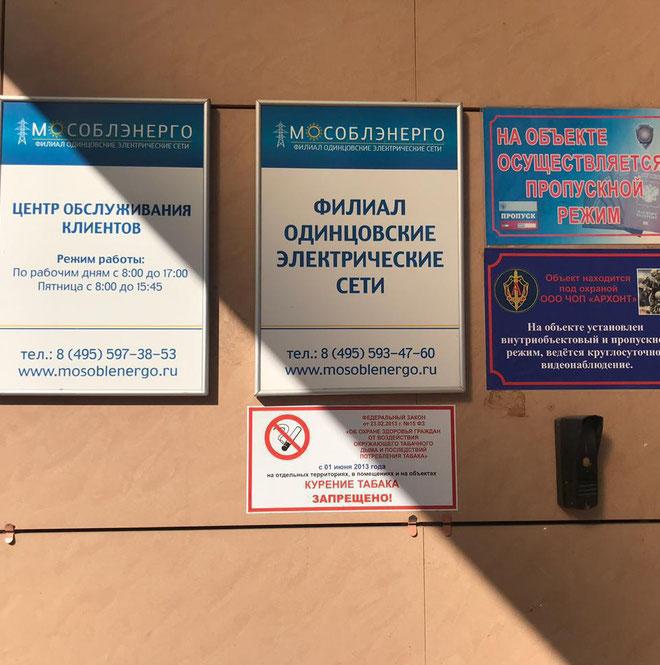 МОСОБЛЭНЕРГО
ФИЛИАЛ ОДИНЦОВСКИЕ ЭЛЕКТРИЧЕСКИЕ СЕТИ
ЦЕНТР ОБСЛУЖИВАНИЯ
КЛИЕНТОВ
Режим работы:
По рабочим дням с 8:00 до 17:00
Пятница с 8:00 до 15:45
тел.: 8 (495) 597-38-53
www.mosoblenergo.ru
МОСОБЛЭНЕРГО
ФИЛИАЛ ОДИНЦОВСКИЕ ЭЛЕКТРИЧЕСКИЕ СЕТИ
ФИЛИАЛ
ОДИНЦОВСКИЕ
ЭЛЕКТРИЧЕСКИЕ
СЕТИ
тел.: 8 (495) 593-47-60
www.mosoblenergo.ru
НА ОБЪЕКТЕ
ОСУЩЕСТВЛЯЕТСЯ
ПРОПУСКНОЙ
РЕЖИМ
ПРОПУСК
Объект находится
под охраной
ООО ЧОП «АРХОНТ»
На объекте установлен
внутриобъектовый и пропускно
режим, ведётся круглосуточно
видеонаблюдение.
ФЕДЕРАЛЬНЫЙ ЗАКОН
от 23.02.2013 г. №15 ФЗ
«ОБ ОХРАНЕ ЗДОРОВЬЯ ГРАЖДАН
ОТ ВОЗДЕЙСТВИЯ
ОКРУЖАЮЩЕГО ТАБАЧНОГО
ДЫМА И ПОСЛЕДСТВИЙ
ПОТРЕБЛЕНИЯ ТАБАКА»
с 01 июня 2013 года
на отдельных территориях, в помещениях и на объектах
КУРЕНИЕ ТАБАКА
ЗАПРЕЩЕНО!